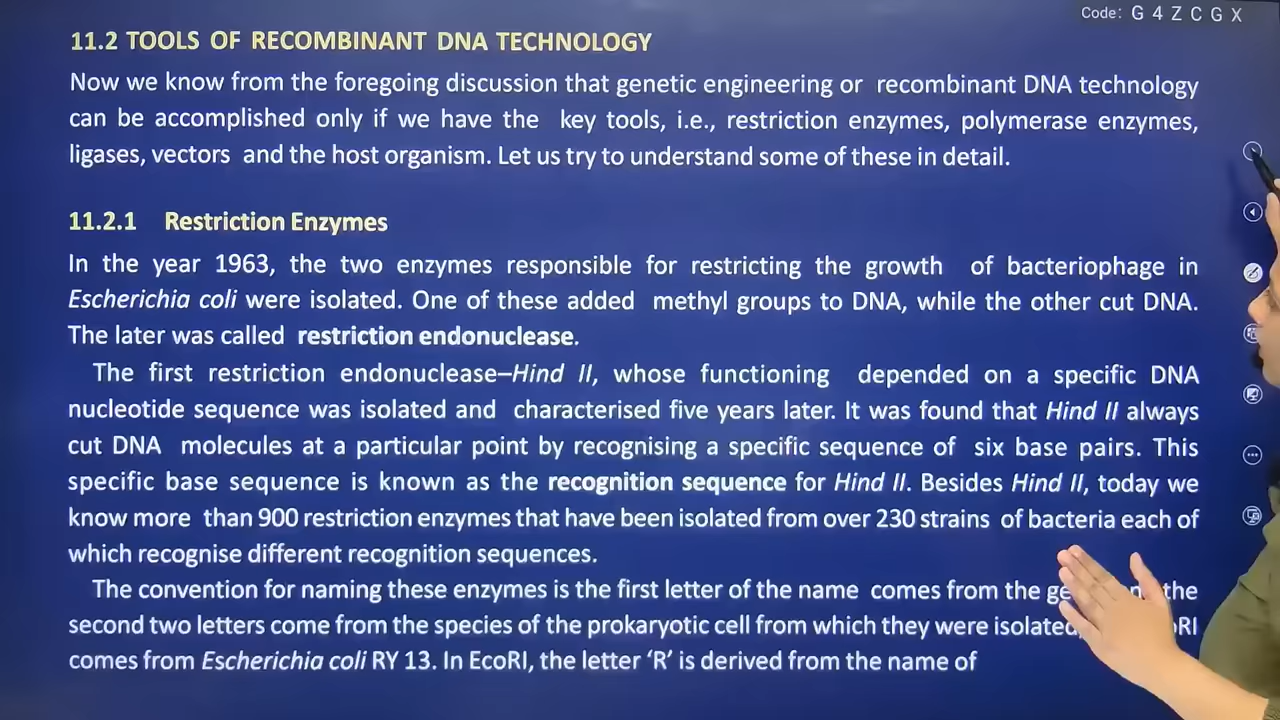 Code: G 4 Z C G X
11.2 TOOLS OF RECOMBINANT DNA TECHNOLOGY
Now we know from the foregoing discussion that genetic engineering or recombinant DNA technology
can be accomplished only if we have the key tools, i.e., restriction enzymes, polymerase enzymes,
ligases, vectors and the host organism. Let us try to understand some of these in detail.
11.2.1 Restriction Enzymes
In the year 1963, the two enzymes responsible for restricting the growth of bacteriophage in
Escherichia coli were isolated. One of these added methyl groups to DNA, while the other cut DNA.
The later was called restriction endonuclease.
The first restriction endonuclease–Hind II, whose functioning depended on a specific DNA
nucleotide sequence was isolated and characterised five years later. It was found that Hind II always
cut DNA molecules at a particular point by recognising a specific sequence of six base pairs. This
specific base sequence is known as the recognition sequence for Hind II. Besides Hind II, today we
know more than 900 restriction enzymes that have been isolated from over 230 strains of bacteria each of
which recognise different recognition sequences.
The convention for naming these enzymes is the first letter of the name comes from the the
second two letters come from the species of the prokaryotic cell from which they were isolated,
comes from Escherichia coli RY 13. In EcoRI, the letter ‘R’ is derived from the name of